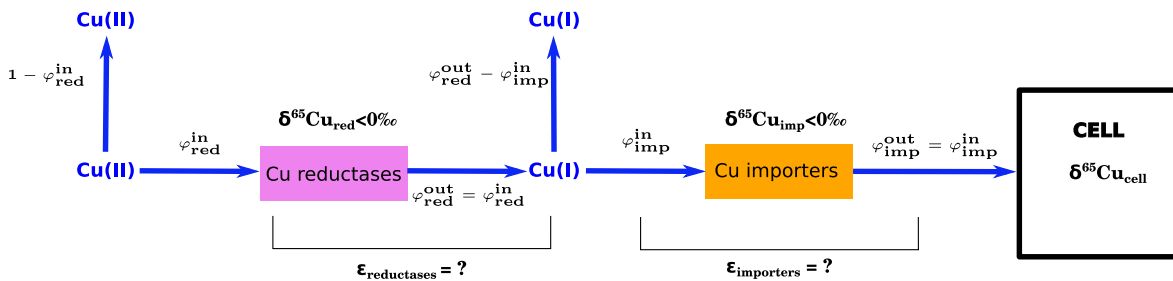 Cu(II)
Cu(I)
1 − φ_red^in
φ_red^out − φ_imp^in
δ⁶⁵Cu_red<0‰
δ⁶⁵Cu_imp<0‰
CELL
φ_red^in
φ_imp^in
φ_imp^out = φ_imp^in
Cu(II)
Cu reductases
Cu(I)
Cu importers
δ⁶⁵Cu_cell
φ_red^out = φ_red^in
ε_reductases = ?
ε_importers = ?